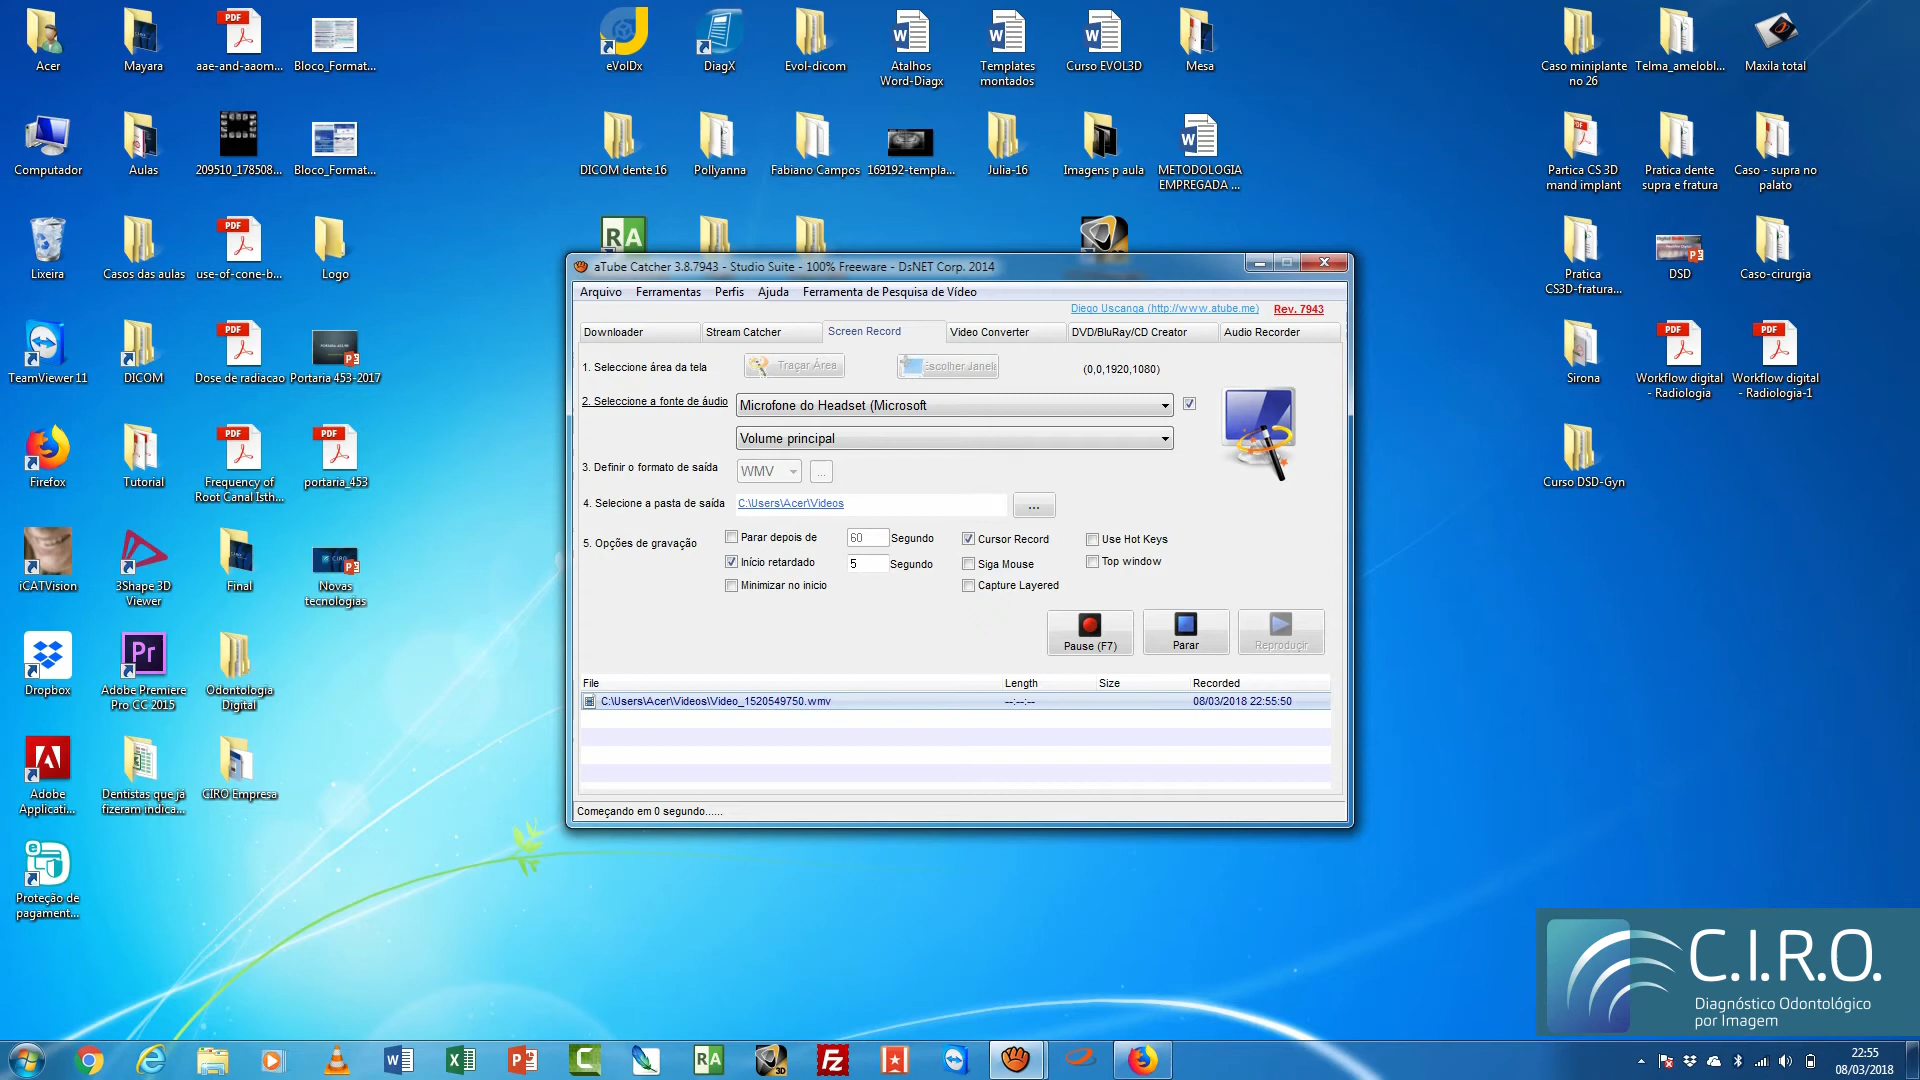 Acer
Mayara
aae-and-aaom...
Bloco_Format...
eVolDx
DiagX
Evol-dicom
Atalhos
Word-Diagx
Templates
montados
Curso EVOL3D
Mesa
Caso miniplante
no 26
Telma_amelobl...
Maxila total
Computador
Aulas
209510_178508...
Bloco_Format...
DICOM dente 16
Pollyanna
Fabiano Campos
169192-templa...
Julia-16
Imagens p aula
METODOLOGIA
EMPREGADA ...
Partica CS 3D
mand implant
Pratica dente
supra e fratura
Caso - supra no
palato
Lixeira
Casos das aulas
use-of-cone-b...
Logo
RA
Pratica
CS3D-fratura...
DSD
Caso-cirurgia
aTube Catcher 3.8.7943 - Studio Suite - 100% Freeware - DsNET Corp. 2014
Arquivo Ferramentas Perfis Ajuda Ferramenta de Pesquisa de Vídeo
Diego Uscanga (http://www.atube.me) Rev. 7943
Downloader Stream Catcher Screen Record Video Converter DVD/BluRay/CD Creator Audio Recorder
1. Seleccione área da tela Traçar Área Escolher Janela (0,0,1920,1080)
2. Seleccione a fonte de áudio Microfone do Headset (Microsoft
Volume principal
3. Definir o formato de saída WMV ...
4. Selecione a pasta de saída C:\Users\Acer\Videos ...
5. Opções de gravação
Parar depois de 60 Segundo Cursor Record Use Hot Keys
Início retardado 5 Segundo Siga Mouse Top window
Minimizar no inicio Capture Layered
Pause (F7) Parar Reproduzir
File Length Size Recorded
C:\Users\Acer\Videos\Video_1520549750.wmv --:--:-- 08/03/2018 22:55:50
Começando em 0 segundo......
TeamViewer 11
DICOM
Dose de radiacao
Portaria 453-2017
Sirona
Workflow digital
- Radiologia
Workflow digital
- Radiologia-1
Firefox
Tutorial
Frequency of
Root Canal Isth...
portaria_453
Curso DSD-Gyn
iCATVision
3Shape 3D
Viewer
Final
Novas
tecnologias
Dropbox
Adobe Premiere
Pro CC 2015
Odontologia
Digital
Adobe
Applicati...
Dentistas que já
fizeram indica...
CIRO Empresa
Proteção de
pagament...
C.I.R.O.
Diagnóstico Odontológico
por Imagem
22:55
08/03/2018